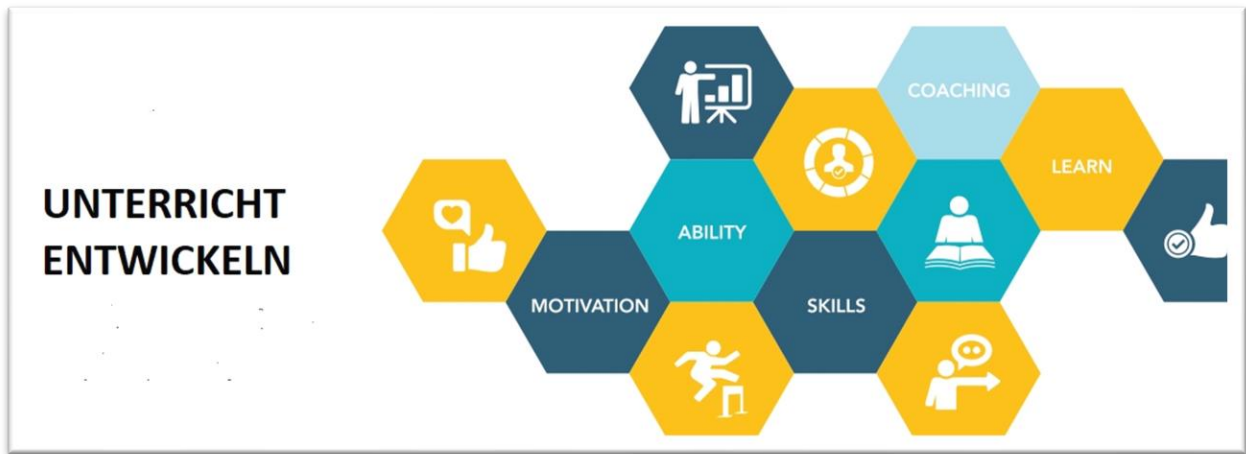 UNTERRICHT
ENTWICKELN
COACHING
LEARN
ABILITY
MOTIVATION
SKILLS